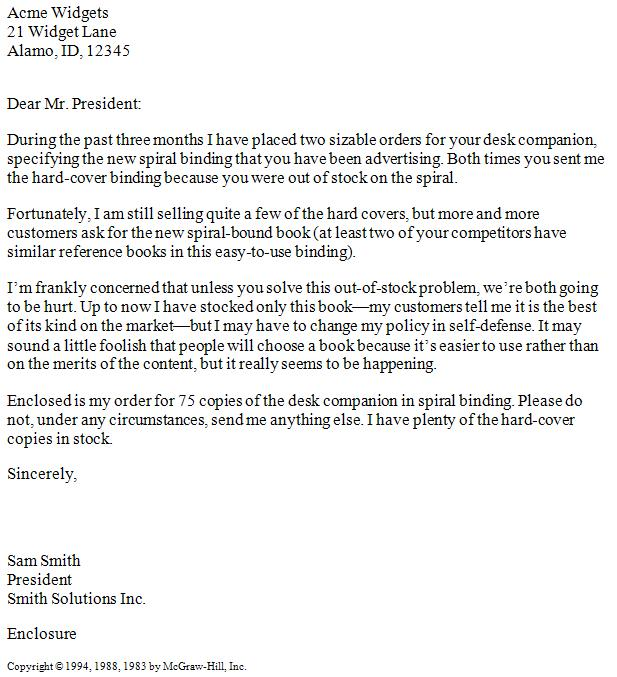 Acme Widgets
21 Widget Lane
Alamo, ID, 12345
Dear Mr. President:
During the past three months I have placed two sizable orders for your desk companion,
specifying the new spiral binding that you have been advertising. Both times you sent me
the hard-cover binding because you were out of stock on the spiral.
Fortunately, I am still selling quite a few of the hard covers, but more and more
customers ask for the new spiral-bound book (at least two of your competitors have
similar reference books in this easy-to-use binding).
I'm frankly concerned that unless you solve this out-of-stock problem, we're both going
to be hurt. Up to now I have stocked only this book—my customers tell me it is the best
of its kind on the market—but I may have to change my policy in self-defense. It may
sound a little foolish that people will choose a book because it's easier to use rather than
on the merits of the content, but it really seems to be happening.
Enclosed is my order for 75 copies of the desk companion in spiral binding. Please do
not, under any circumstances, send me anything else. I have plenty of the hard-cover
copies in stock.
Sincerely,
Sam Smith
President
Smith Solutions Inc.
Enclosure
Copyright © 1994, 1988, 1983 by McGraw-Hill, Inc.